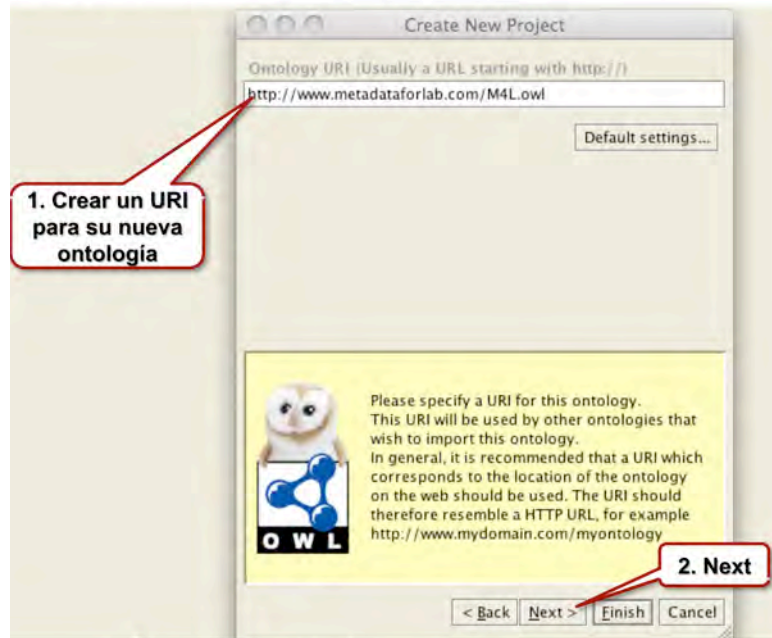 Create New Project
Ontology URI (Usually a URL starting with http://)
http://www.metadataforlab.com/M4L.owl
Default settings...
1. Crear un URI
para su nueva
ontología
Please specify a URI for this ontology.
This URI will be used by other ontologies that
wish to import this ontology.
In general, it is recommended that a URI which
corresponds to the location of the ontology
on the web should be used. The URI should
therefore resemble a HTTP URL, for example
http://www.mydomain.com/myontology
OWL
2. Next
< Back Next > Finish Cancel